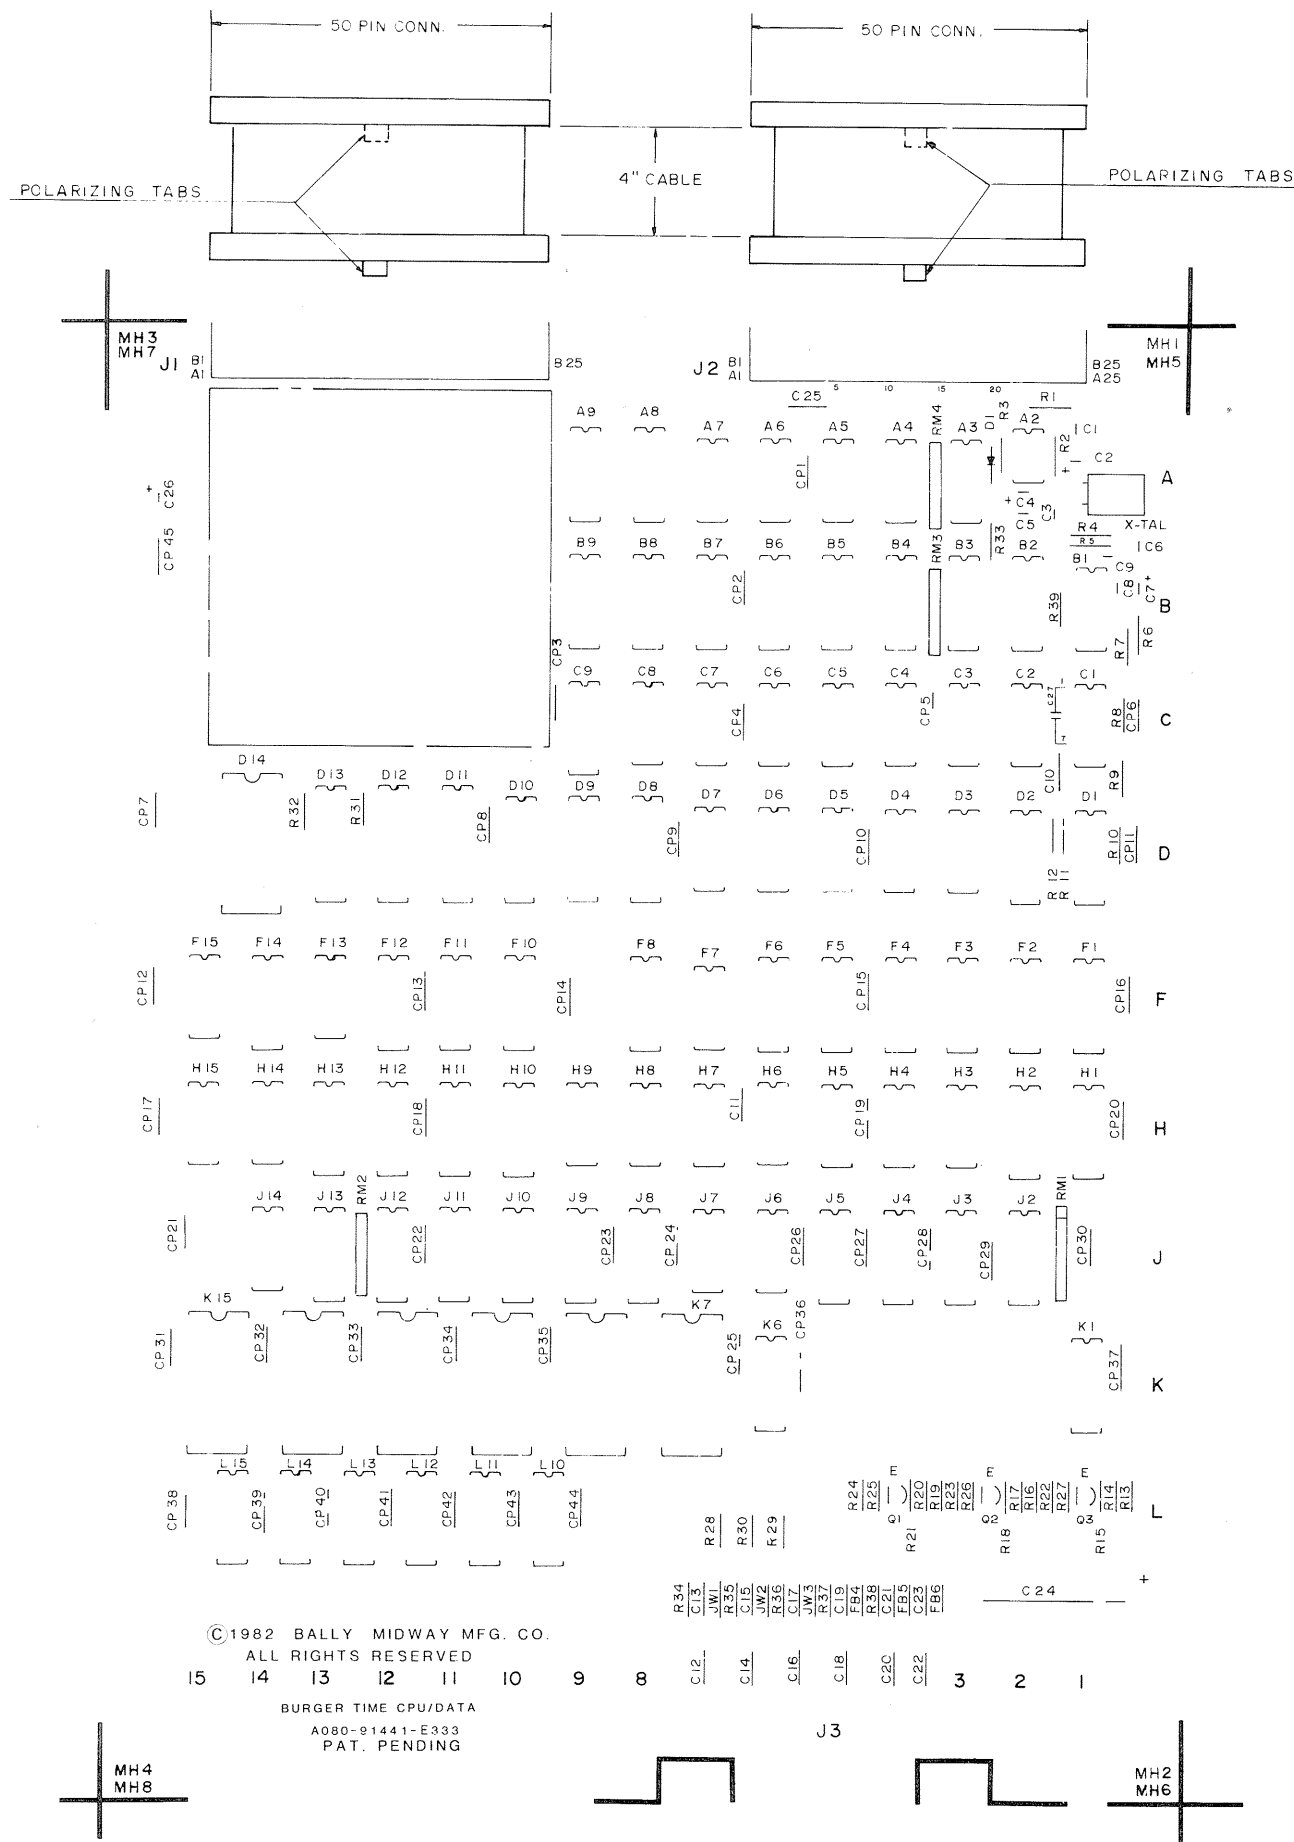 50 PIN CONN.
50 PIN CONN.
POLARIZING TABS
4" CABLE
POLARIZING TABS
MH3
MH7
J1
B1
A1
B25
J2
B1
A1
5
10
15
20
B25
A25
MH1
MH5
C25
R1
R3
D1
RM4
A9 A8 A7 A6 A5 A4 A3 A2
C1
R2
+
C2
CP1
A
+
C26
+
C4
C3
C5
X-TAL
R4
R5
C6
CP45
B9 B8 B7 B6 B5 B4 RM3 B3 R33 B2 B1
C9
C8
C7
+
CP2
R39
B
R6
R7
CP3
C9 C8 C7 C6 C5 C4 C3 C2 C1
C27
1
7
CP4
CP5
R8
CP6
C
D14 D13 D12 D11 D10 D9 D8 D7 D6 D5 D4 D3 D2 D1
C10
R9
CP7
R32
R31
CP8
CP9
CP10
R10
CP11
D
R12
R11
F15 F14 F13 F12 F11 F10 F8 F7 F6 F5 F4 F3 F2 F1
CP12
CP13
CP14
CP15
CP16
F
H15 H14 H13 H12 H11 H10 H9 H8 H7 H6 H5 H4 H3 H2 H1
CP17
CP18
C11
CP19
CP20
H
J14 J13 RM2 J12 J11 J10 J9 J8 J7 J6 J5 J4 J3 J2 RM1
CP21
CP22
CP23
CP24
CP26
CP27
CP28
CP29
CP30
J
K15 K7 K6 K1
CP31
CP32
CP33
CP34
CP35
CP25
CP36
CP37
K
L15 L14 L13 L12 L11 L10
CP38
CP39
CP40
CP41
CP42
CP43
CP44
R28
R30
R29
R24
R25
E
Q1
R20
R21
R19
R23
R26
E
Q2
R17
R18
R16
R22
R27
E
Q3
R14
R15
R13
L
R34
C13
JW1
R35
C15
JW2
R36
C17
JW3
R37
C19
FB4
R38
C21
FB5
C23
FB6
C24
+
C12
C14
C16
C18
C20
C22
©1982 BALLY MIDWAY MFG. CO.
ALL RIGHTS RESERVED
15 14 13 12 11 10 9 8 3 2 1
BURGER TIME CPU/DATA
A080-91441-E333
PAT. PENDING
J3
MH4
MH8
MH2
MH6